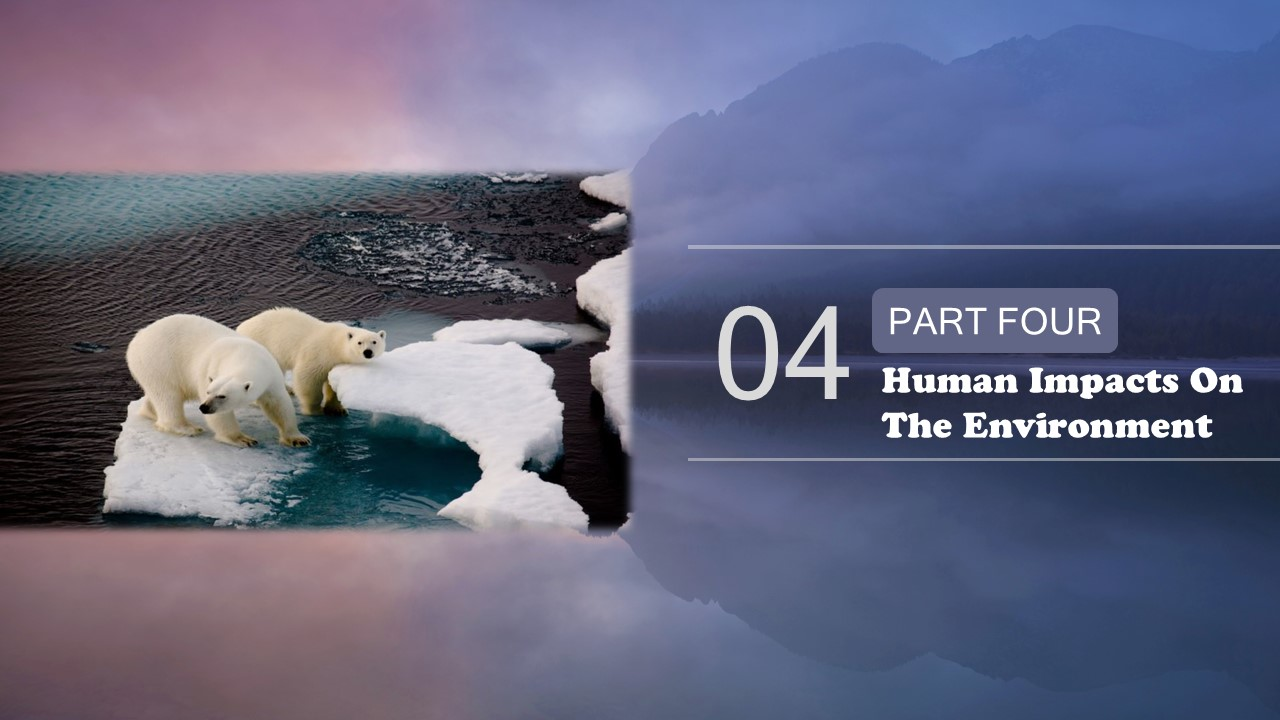 04
PART FOUR
Human Impacts On
The Environment